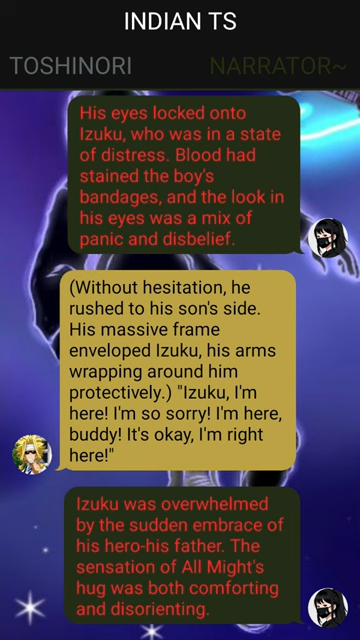 INDIAN TS
TOSHINORI
NARRATOR~
His eyes locked onto
Izuku, who was in a state
of distress. Blood had
stained the boy's
bandages, and the look in
his eyes was a mix of
panic and disbelief.
(Without hesitation, he
rushed to his son's side.
His massive frame
enveloped Izuku, his arms
wrapping around him
protectively.) "Izuku, I'm
here! I'm so sorry! I'm here,
buddy! It's okay, I'm right
here!"
Izuku was overwhelmed
by the sudden embrace of
his hero-his father. The
sensation of All Might's
hug was both comforting
and disorienting.